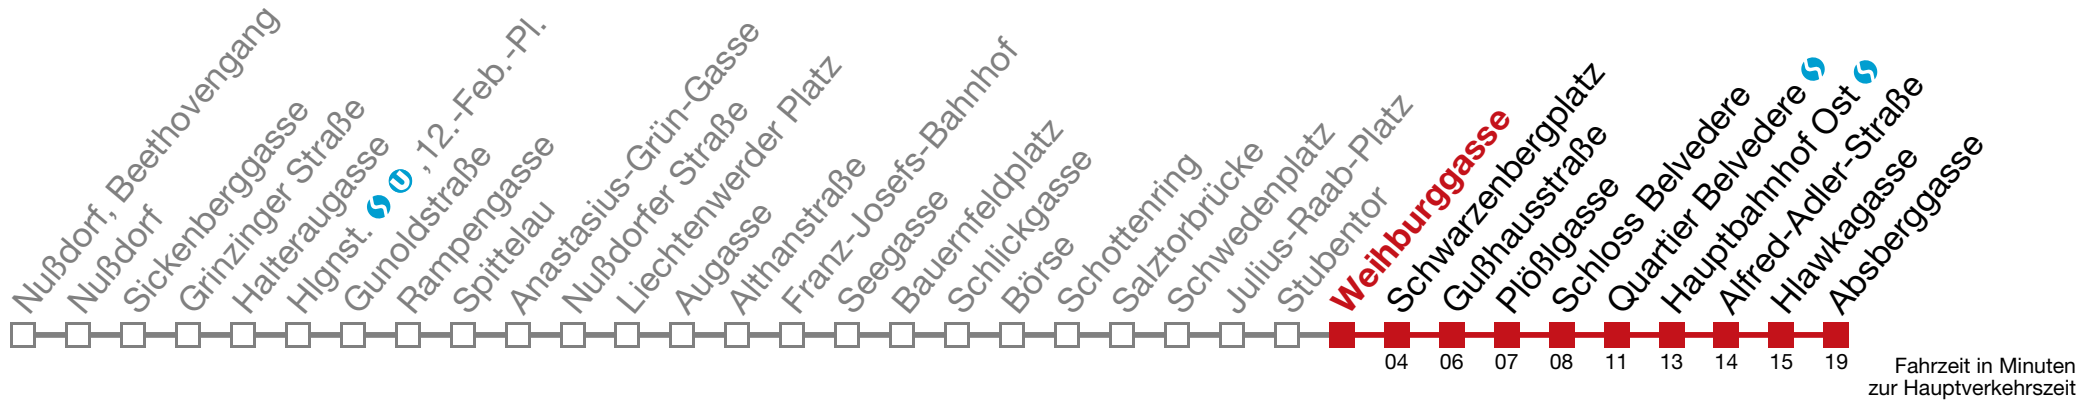 Nußdorf, Beethovengang
Nußdorf
Sickenberggasse
Grinzinger Straße
Halteraugasse
Hlgnst. S U ,12.-Feb.-Pl.
Gunoldstraße
Rampengasse
Spittelau
Anastasius-Grün-Gasse
Nußdorfer Straße
Liechtenwerder Platz
Augasse
Althanstraße
Franz-Josefs-Bahnhof
Seegasse
Bauernfeldplatz
Schlickgasse
Börse
Schottenring
Salztorbrücke
Schwedenplatz
Julius-Raab-Platz
Stubentor
Weihburggasse
Schwarzenbergplatz
Gußhausstraße
Plößlgasse
Schloss Belvedere
Quartier Belvedere S
Hauptbahnhof Ost S
Alfred-Adler-Straße
Hlawkagasse
Absberggasse
04 06 07 08 11 13 14 15 19
Fahrzeit in Minuten
zur Hauptverkehrszeit